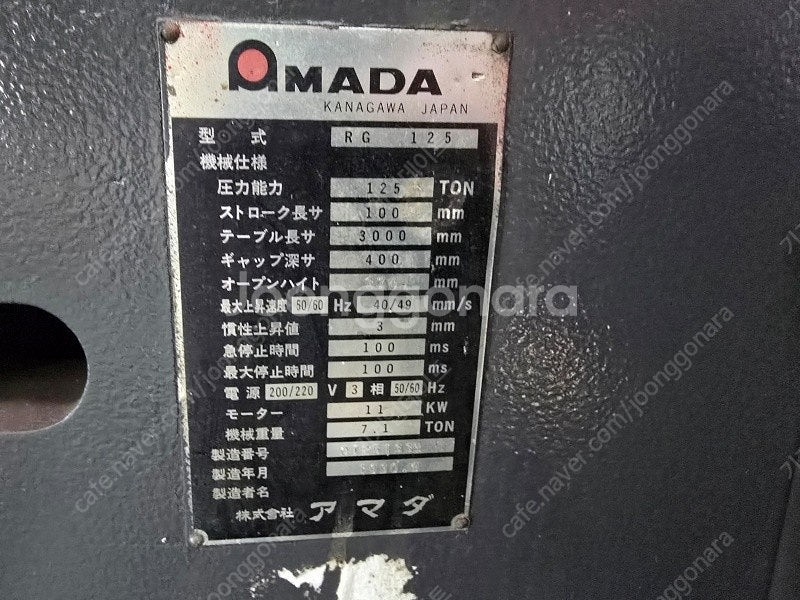 AMADA
KANAGAWA JAPAN
型式 RG 125
機械仕様
圧力能力 125 TON
ストローク長サ 100 mm
テーブル長サ 3000 mm
ギャップ深サ 400 mm
オープンハイト mm
最大上昇速度 50/60 Hz 40/49 mm/s
慣性上昇値 3 mm
急停止時間 100 ms
最大停止時間 100 ms
電源 200/220 V 3 相 50/60 Hz
モーター 11 KW
機械重量 7.1 TON
製造番号
製造年月
製造者名
株式会社 アマダ
Joonggonara
cafe.naver.com/joonggonara